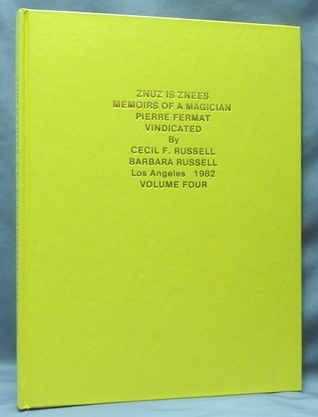 ZNUZ IS ZNEES
MEMOIRS OF A MAGICIAN
PIERRE FERMAT
VINDICATED
By
CECIL F. RUSSELL
BARBARA RUSSELL
Los Angeles 1982
VOLUME FOUR